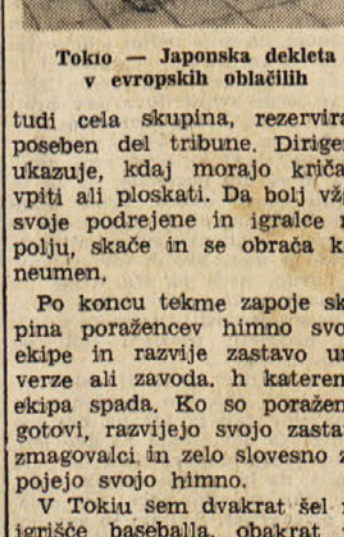 Tokio — Japonska dekleta
v evropskih oblačilih
tudi cela skupina, rezervira
poseben del tribune. Dirigen
ukazuje, kdaj morajo kriča
vpiti ali ploskati. Da bolj vžg
svoje podrejene in igralce n
polju, skače in se obrača k
neumen.
Po koncu tekme zapoje sk
pina poražencev himno svo
ekipe in razvije zastavo un
verze ali zavoda. h kateren
ekipa spada. Ko so poražen
gotovi, razvijejo svojo zasta
zmagovalci in zelo slovesno z
pojejo svojo himno.
V Tokiu sem dvakrat šel n
igrišče baseballa, obakrat